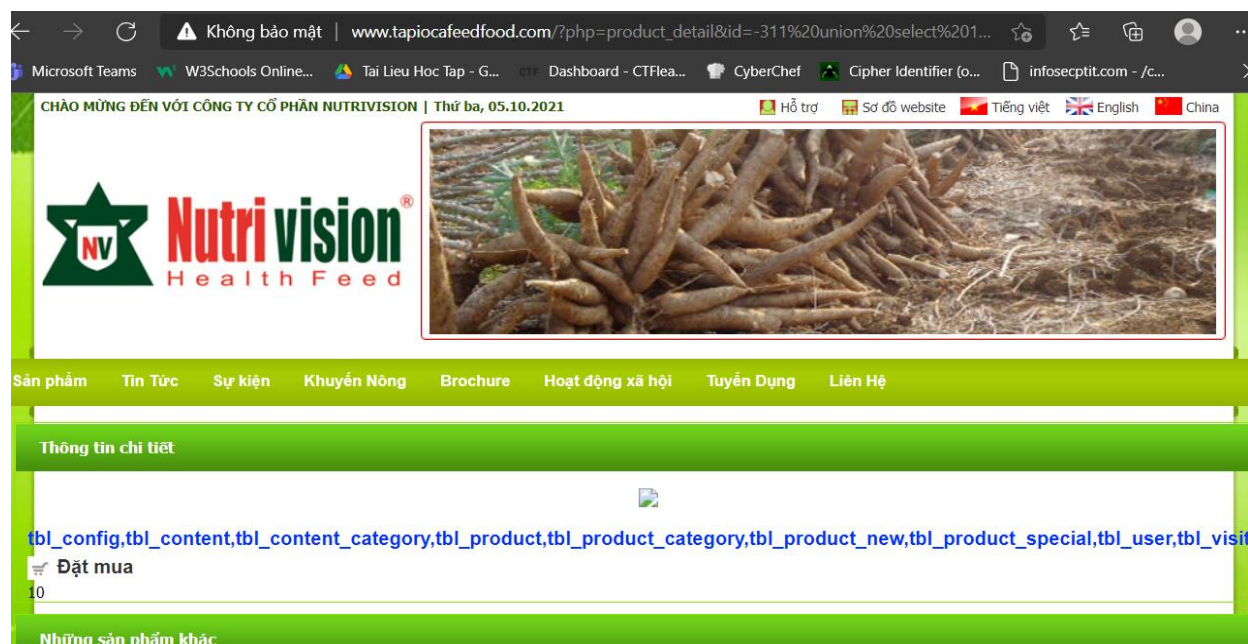 Không bảo mật | www.tapiocafeedfood.com/?php=product_detail&id=-311%20union%20select%201...
Microsoft Teams W3Schools Online... Tai Lieu Hoc Tap - G... CTF Dashboard - CTFlea... CyberChef Cipher Identifier (o... infosecptit.com - /c...
CHÀO MỪNG ĐẾN VỚI CÔNG TY CỔ PHẦN NUTRIVISION | Thứ ba, 05.10.2021 Hỗ trợ Sơ đồ website Tiếng việt English China
NV Nutri vision®
Health Feed
Sản phẩm Tin Tức Sự kiện Khuyến Nông Brochure Hoạt động xã hội Tuyển Dụng Liên Hệ
Thông tin chi tiết
tbl_config,tbl_content,tbl_content_category,tbl_product,tbl_product_category,tbl_product_new,tbl_product_special,tbl_user,tbl_visit
Đặt mua
10
Những sản phẩm khác